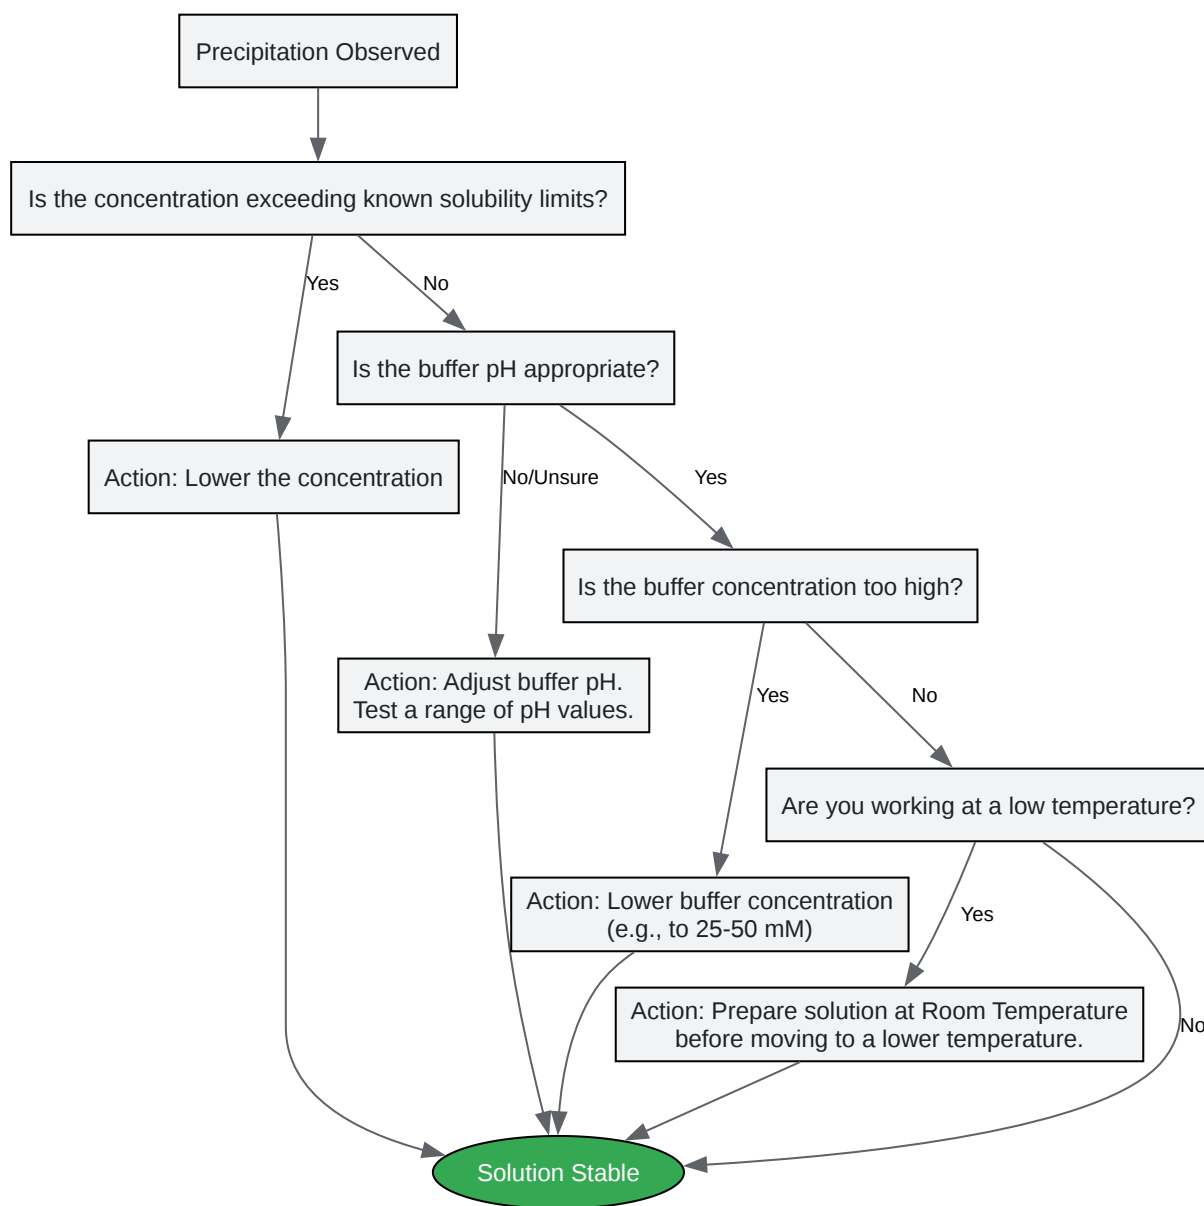 Precipitation Observed
Is the concentration exceeding known solubility limits?
Yes
No
Is the buffer pH appropriate?
Action: Lower the concentration
No/Unsure
Yes
Is the buffer concentration too high?
Action: Adjust buffer pH.
Test a range of pH values.
Yes
No
Are you working at a low temperature?
Action: Lower buffer concentration
(e.g., to 25-50 mM)
Yes
Action: Prepare solution at Room Temperature
before moving to a lower temperature.
No
Solution Stable